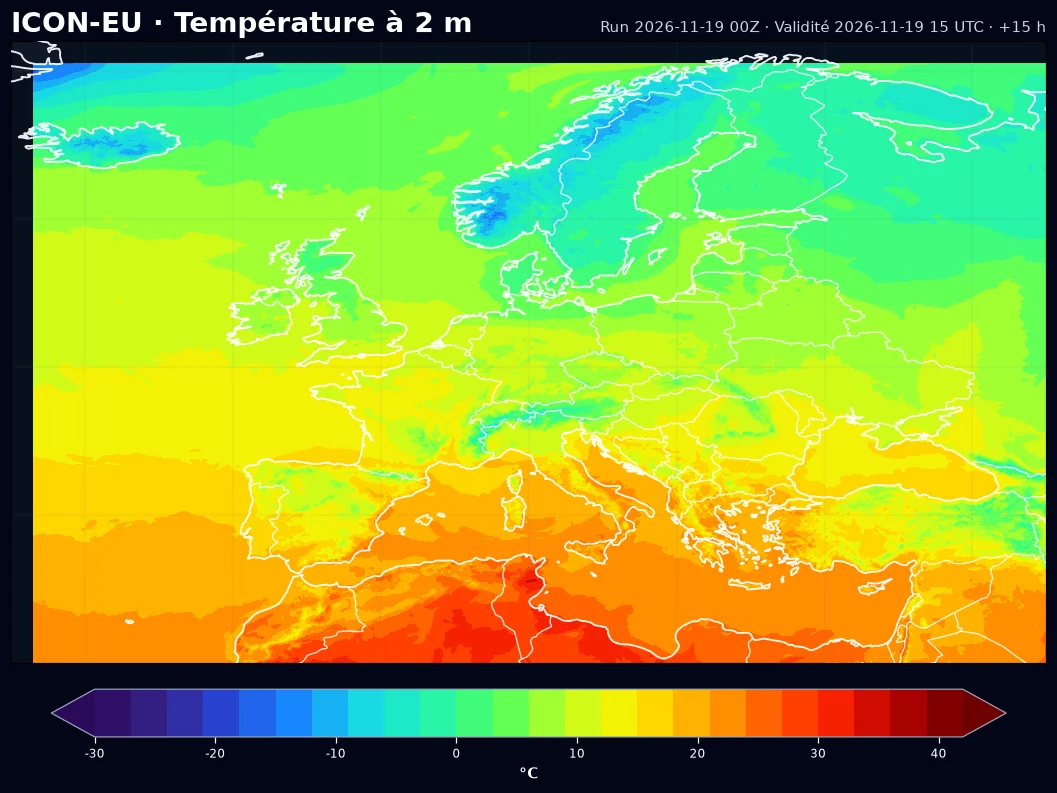 ICON-EU · Température à 2 m
Run 2026-11-19 00Z · Validité 2026-11-19 15 UTC · +15 h
-30 -20 -10 0 10 20 30 40
°C